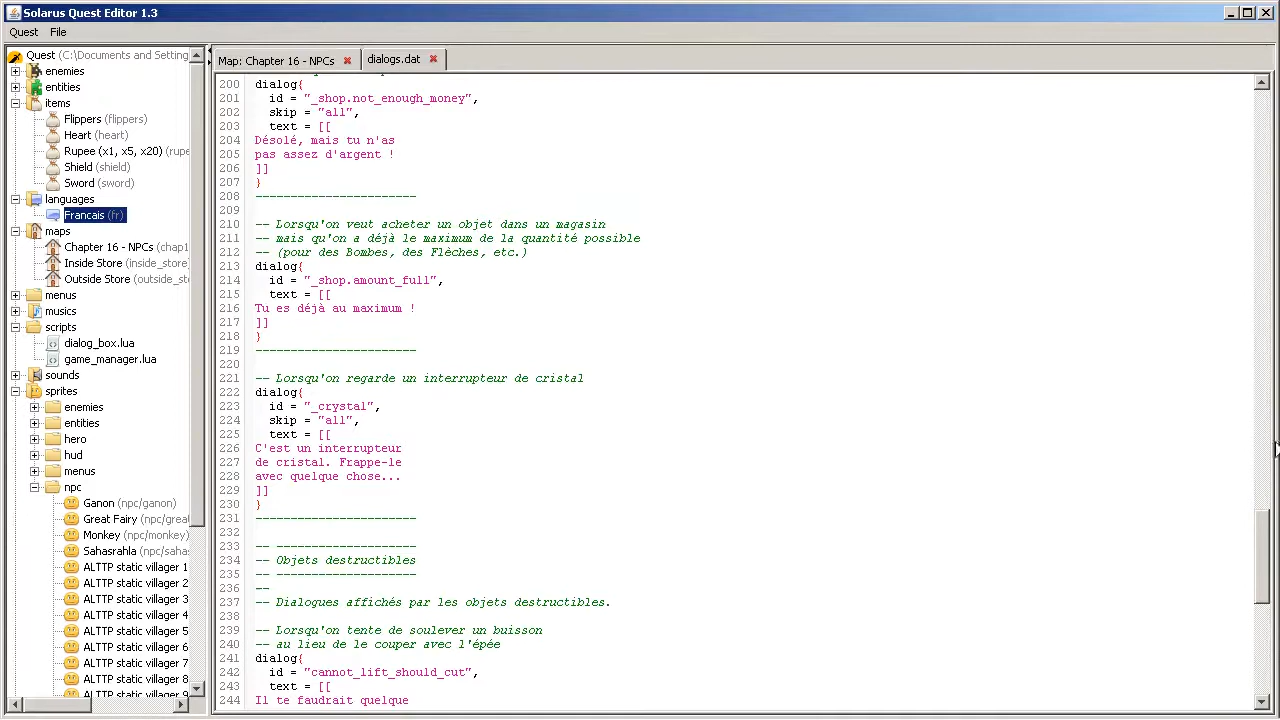 Solarus Quest Editor 1.3
Quest File
Quest (C:\Documents and Setting
enemies
entities
items
Flippers (flippers)
Heart (heart)
Rupee (x1, x5, x20) (rupe
Shield (shield)
Sword (sword)
languages
Francais (fr)
maps
Chapter 16 - NPCs (chap1
Inside Store (inside_store)
Outside Store (outside_st
menus
musics
scripts
dialog_box.lua
game_manager.lua
sounds
sprites
enemies
entities
hero
hud
menus
npc
Ganon (npc/ganon)
Great Fairy (npc/grea
Monkey (npc/monkey)
Sahasrahla (npc/sahas
ALTTP static villager 1
ALTTP static villager 2
ALTTP static villager 3
ALTTP static villager 4
ALTTP static villager 5
ALTTP static villager 6
ALTTP static villager 7
ALTTP static villager 8
ALTTP static villager 9
Map: Chapter 16 - NPCs dialogs.dat
200 dialog{
201 id = "_shop.not_enough_money",
202 skip = "all",
203 text = [[
204 Désolé, mais tu n'as
205 pas assez d'argent !
206 ]]
207 }
208 -----------------------
209
210 -- Lorsqu'on veut acheter un objet dans un magasin
211 -- mais qu'on a déjà le maximum de la quantité possible
212 -- (pour des Bombes, des Flèches, etc.)
213 dialog{
214 id = "_shop.amount_full",
215 text = [[
216 Tu es déjà au maximum !
217 ]]
218 }
219 -----------------------
220
221 -- Lorsqu'on regarde un interrupteur de cristal
222 dialog{
223 id = "_crystal",
224 skip = "all",
225 text = [[
226 C'est un interrupteur
227 de cristal. Frappe-le
228 avec quelque chose...
229 ]]
230 }
231 -----------------------
232
233 -- --------------------
234 -- Objets destructibles
235 -- --------------------
236 --
237 -- Dialogues affichés par les objets destructibles.
238
239 -- Lorsqu'on tente de soulever un buisson
240 -- au lieu de le couper avec l'épée
241 dialog{
242 id = "cannot_lift_should_cut",
243 text = [[
244 Il te faudrait quelque